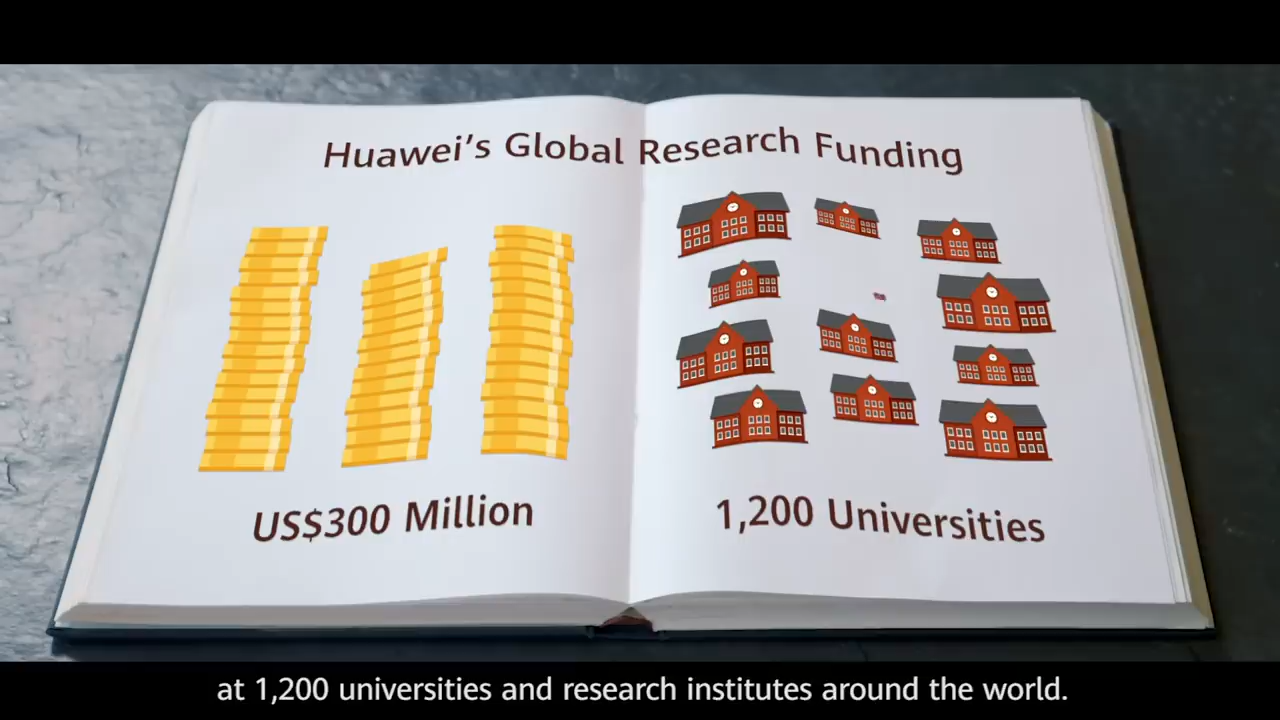 Huawei's Global Research Funding
US$300 Million
1,200 Universities
at 1,200 universities and research institutes around the world.